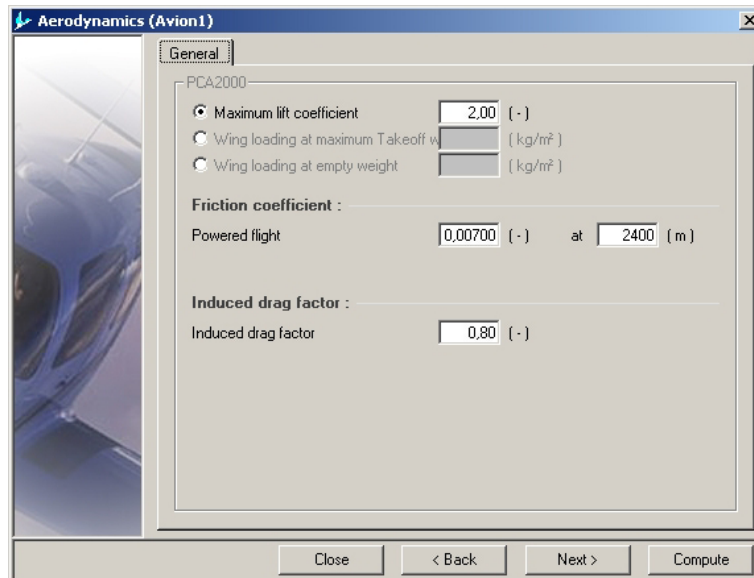 Aerodynamics (Avion1)
General
PCA2000
Maximum lift coefficient 2,00 ( - )
Wing loading at maximum Takeoff w ( kg/m² )
Wing loading at empty weight ( kg/m² )
Friction coefficient :
Powered flight 0,00700 ( - ) at 2400 ( m )
Induced drag factor :
Induced drag factor 0,80 ( - )
Close < Back Next > Compute